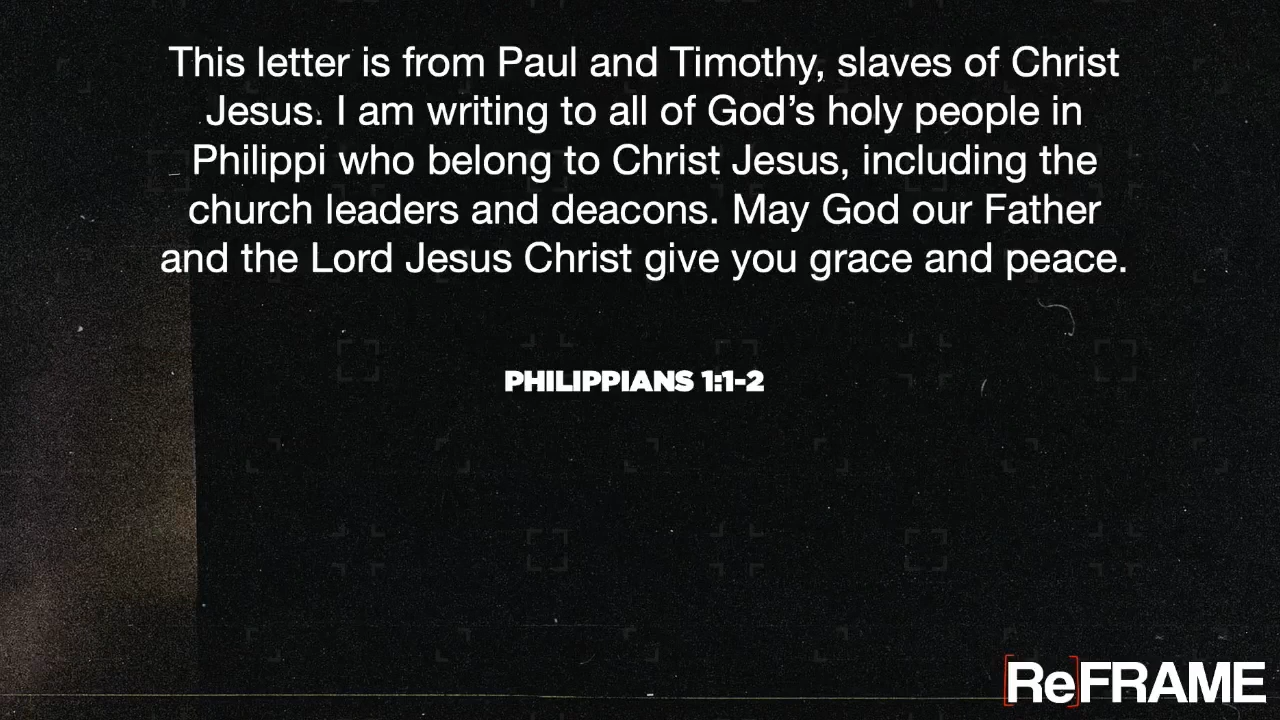 This letter is from Paul and Timothy, slaves of Christ
Jesus. I am writing to all of God’s holy people in
Philippi who belong to Christ Jesus, including the
church leaders and deacons. May God our Father
and the Lord Jesus Christ give you grace and peace.
PHILIPPIANS 1:1-2
[Re]FRAME